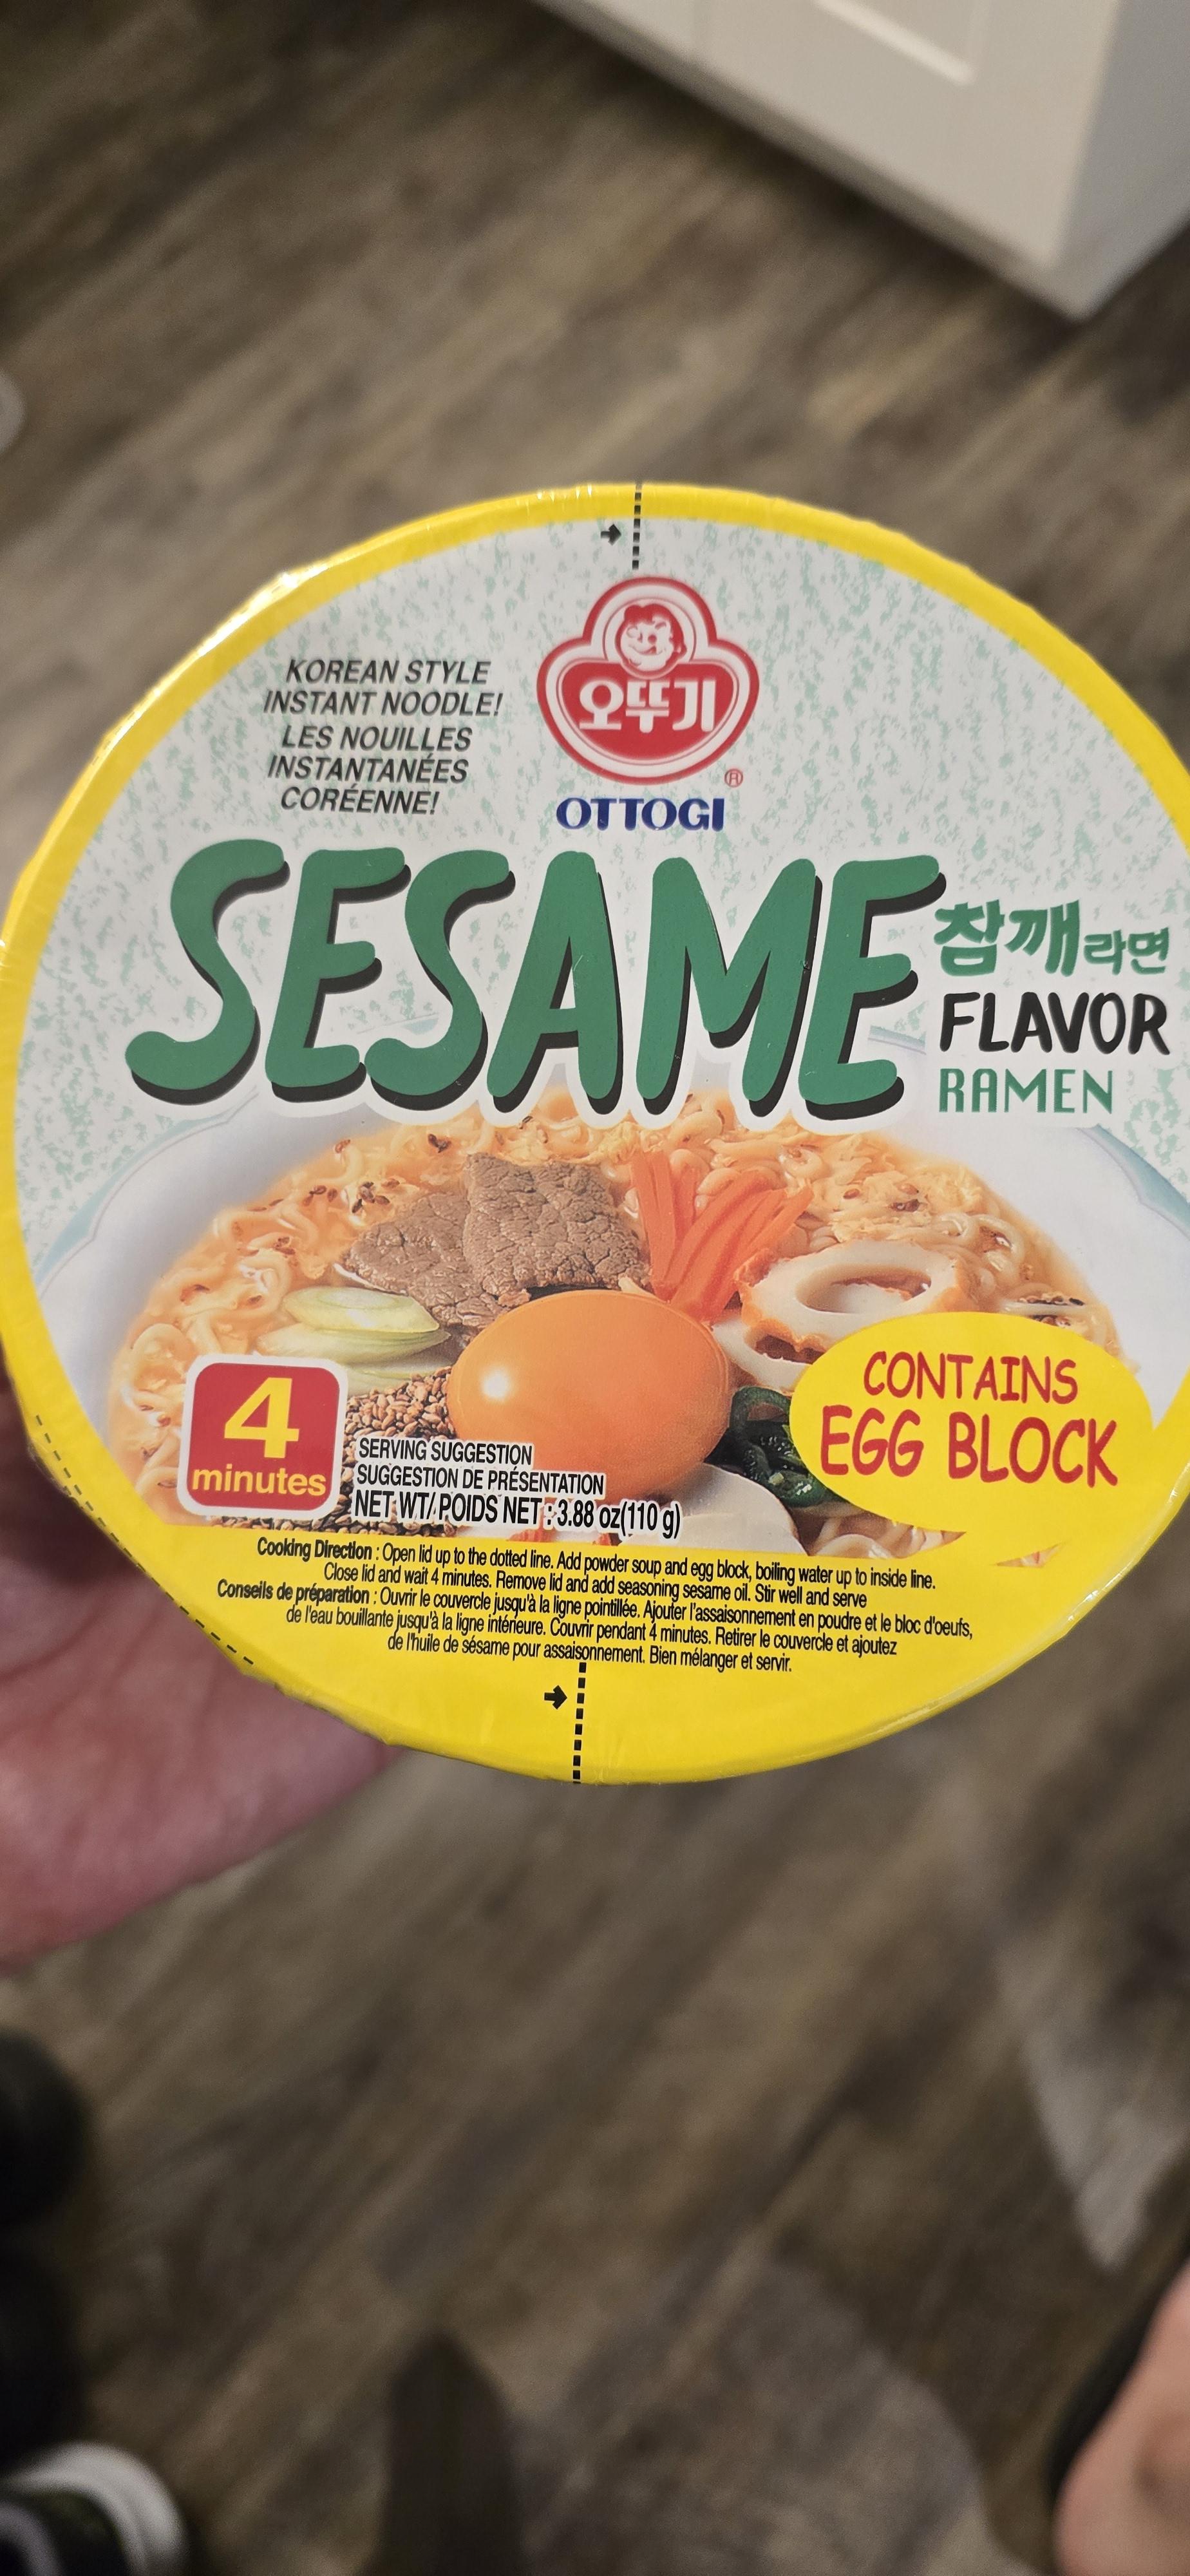 KOREAN STYLE
INSTANT NOODLE!
LES NOUILLES
INSTANTANÉES
CORÉENNE!
오뚜기
®
OTTOGI
SESAME
참깨라면
FLAVOR
RAMEN
CONTAINS
EGG BLOCK
4
minutes
SERVING SUGGESTION
SUGGESTION DE PRÉSENTATION
NET WT/ POIDS NET : 3.88 oz(110 g)
Cooking Direction : Open lid up to the dotted line. Add powder soup and egg block, boiling water up to inside line.
Close lid and wait 4 minutes. Remove lid and add seasoning sesame oil. Stir well and serve
Conseils de préparation : Ouvrir le couvercle jusqu'à la ligne pointillée. Ajouter l'assaisonnement en poudre et le bloc d'oeufs,
de l'eau bouillante jusqu'à la ligne intérieure. Couvrir pendant 4 minutes. Retirer le couvercle et ajoutez
de l'huile de sésame pour assaisonnement. Bien mélanger et servir.